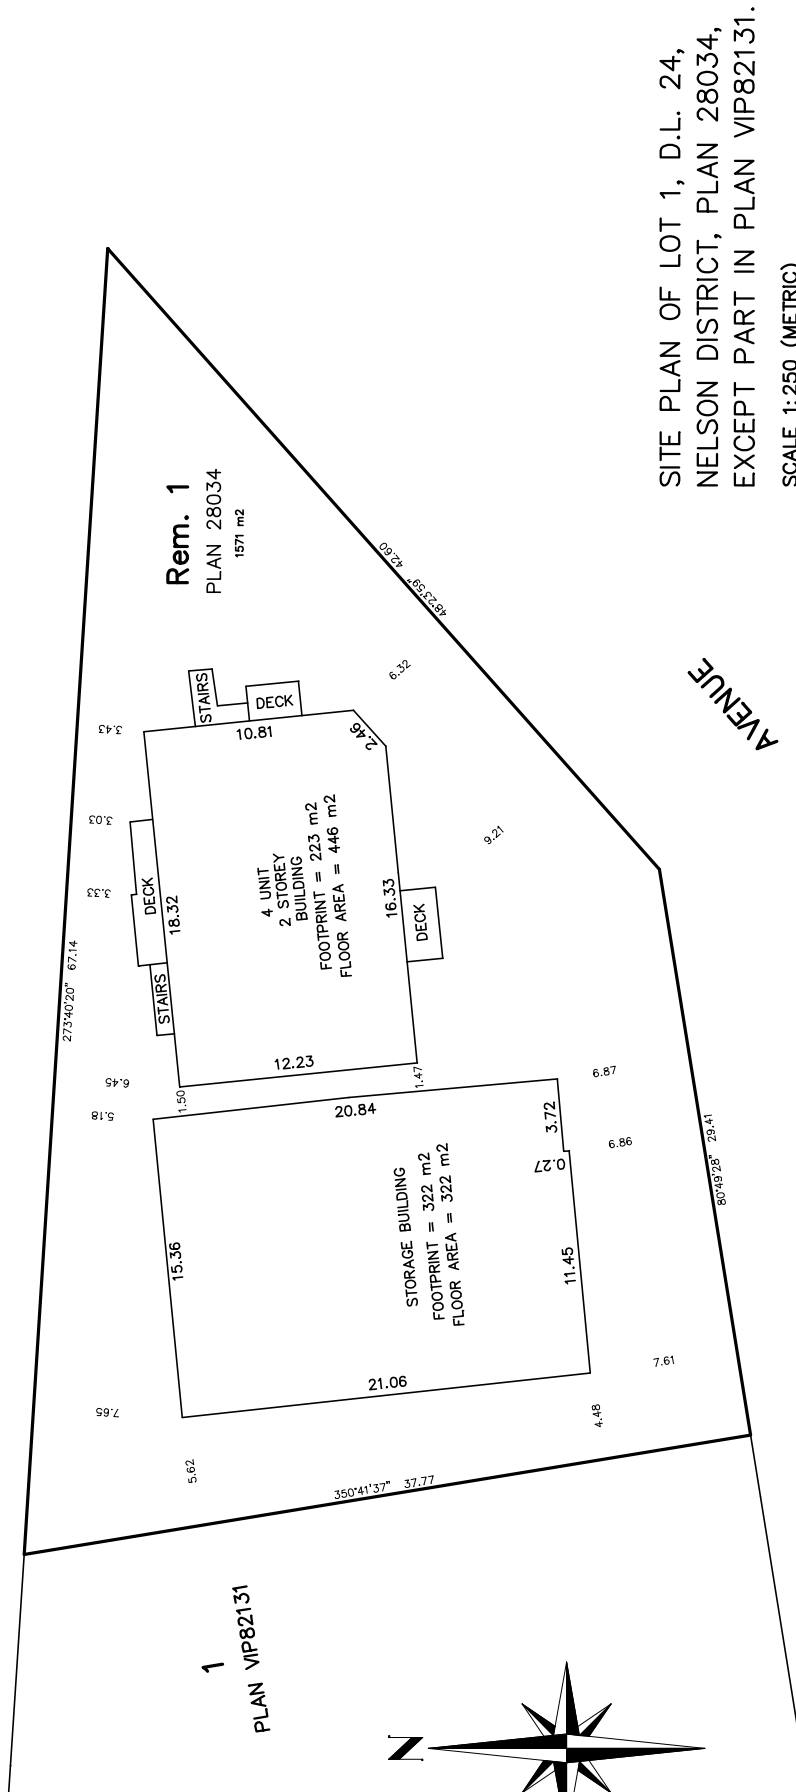 SITE PLAN OF LOT 1, D.L. 24,
NELSON DISTRICT, PLAN 28034,
EXCEPT PART IN PLAN VIP82131.
SCALE 1:250 (METRIC)
Rem. 1
PLAN 28034
1571 m2
42.60
48°23'59"
6.32
AVENUE
STAIRS
DECK
3.43
10.81
2.46
3.03
3.33
DECK
18.32
4 UNIT
2 STOREY
BUILDING
FOOTPRINT = 223 m2
FLOOR AREA = 446 m2
16.33
DECK
9.21
273°40'20" 67.14
STAIRS
6.45
5.18
12.23
1.50
1.47
20.84
3.72
0.27
6.87
6.86
80°49'28" 29.41
15.36
STORAGE BUILDING
FOOTPRINT = 322 m2
FLOOR AREA = 322 m2
11.45
21.06
7.61
7.65
4.48
5.62
350°41'37" 37.77
1
PLAN VIP82131
N